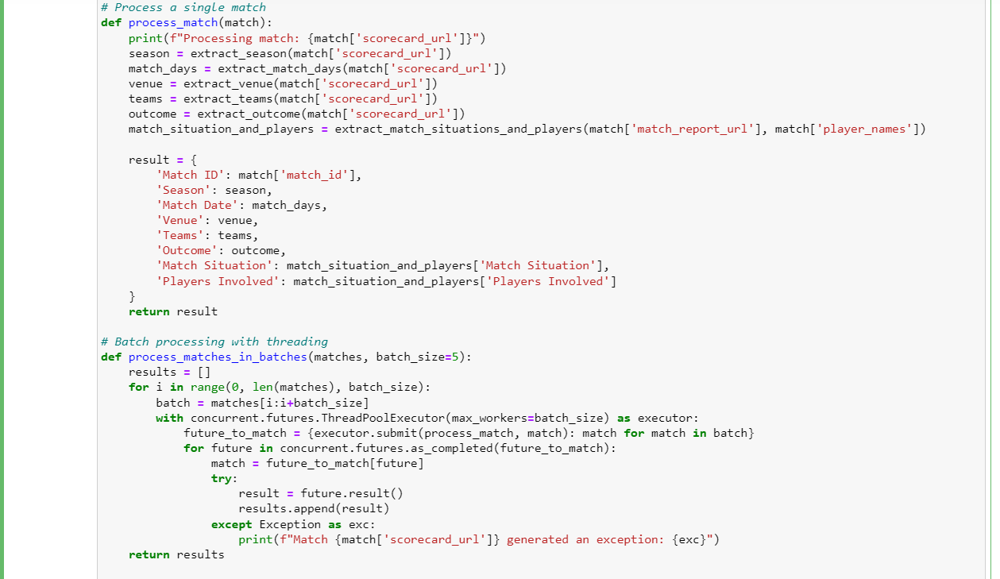 # Process a single match
def process_match(match):
    print(f"Processing match: {match['scorecard_url']}")
    season = extract_season(match['scorecard_url'])
    match_days = extract_match_days(match['scorecard_url'])
    venue = extract_venue(match['scorecard_url'])
    teams = extract_teams(match['scorecard_url'])
    outcome = extract_outcome(match['scorecard_url'])
    match_situation_and_players = extract_match_situations_and_players(match['match_report_url'], match['player_names'])

    result = {
        'Match ID': match['match_id'],
        'Season': season,
        'Match Date': match_days,
        'Venue': venue,
        'Teams': teams,
        'Outcome': outcome,
        'Match Situation': match_situation_and_players['Match Situation'],
        'Players Involved': match_situation_and_players['Players Involved']
    }
    return result

# Batch processing with threading
def process_matches_in_batches(matches, batch_size=5):
    results = []
    for i in range(0, len(matches), batch_size):
        batch = matches[i:i+batch_size]
        with concurrent.futures.ThreadPoolExecutor(max_workers=batch_size) as executor:
            future_to_match = {executor.submit(process_match, match): match for match in batch}
            for future in concurrent.futures.as_completed(future_to_match):
                match = future_to_match[future]
                try:
                    result = future.result()
                    results.append(result)
                except Exception as exc:
                    print(f"Match {match['scorecard_url']} generated an exception: {exc}")
    return results